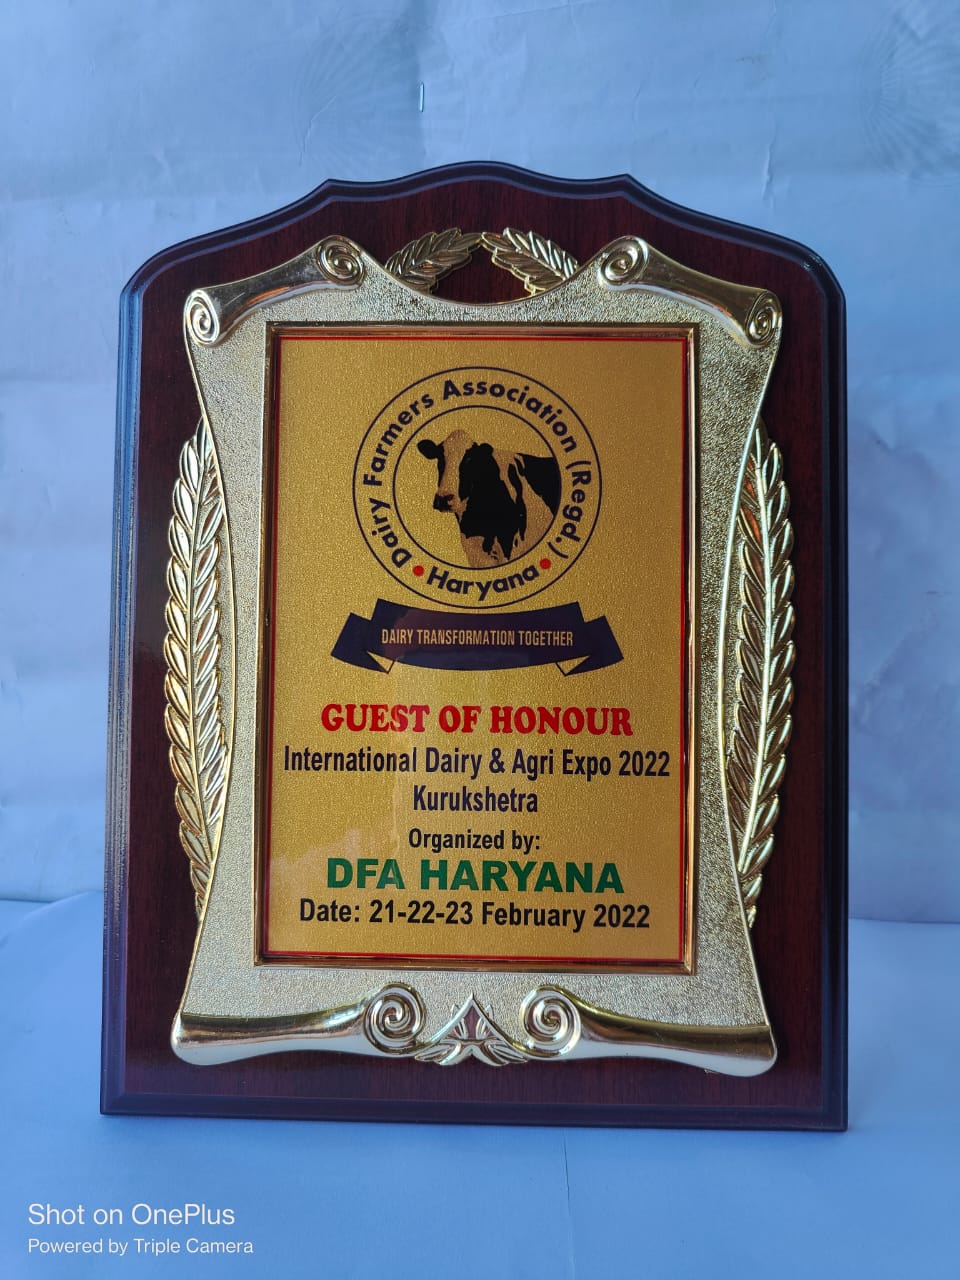 Dairy Farmers Association (Regd.)
• Haryana •
DAIRY TRANSFORMATION TOGETHER
GUEST OF HONOUR
International Dairy & Agri Expo 2022
Kurukshetra
Organized by:
DFA HARYANA
Date: 21-22-23 February 2022
Shot on OnePlus
Powered by Triple Camera